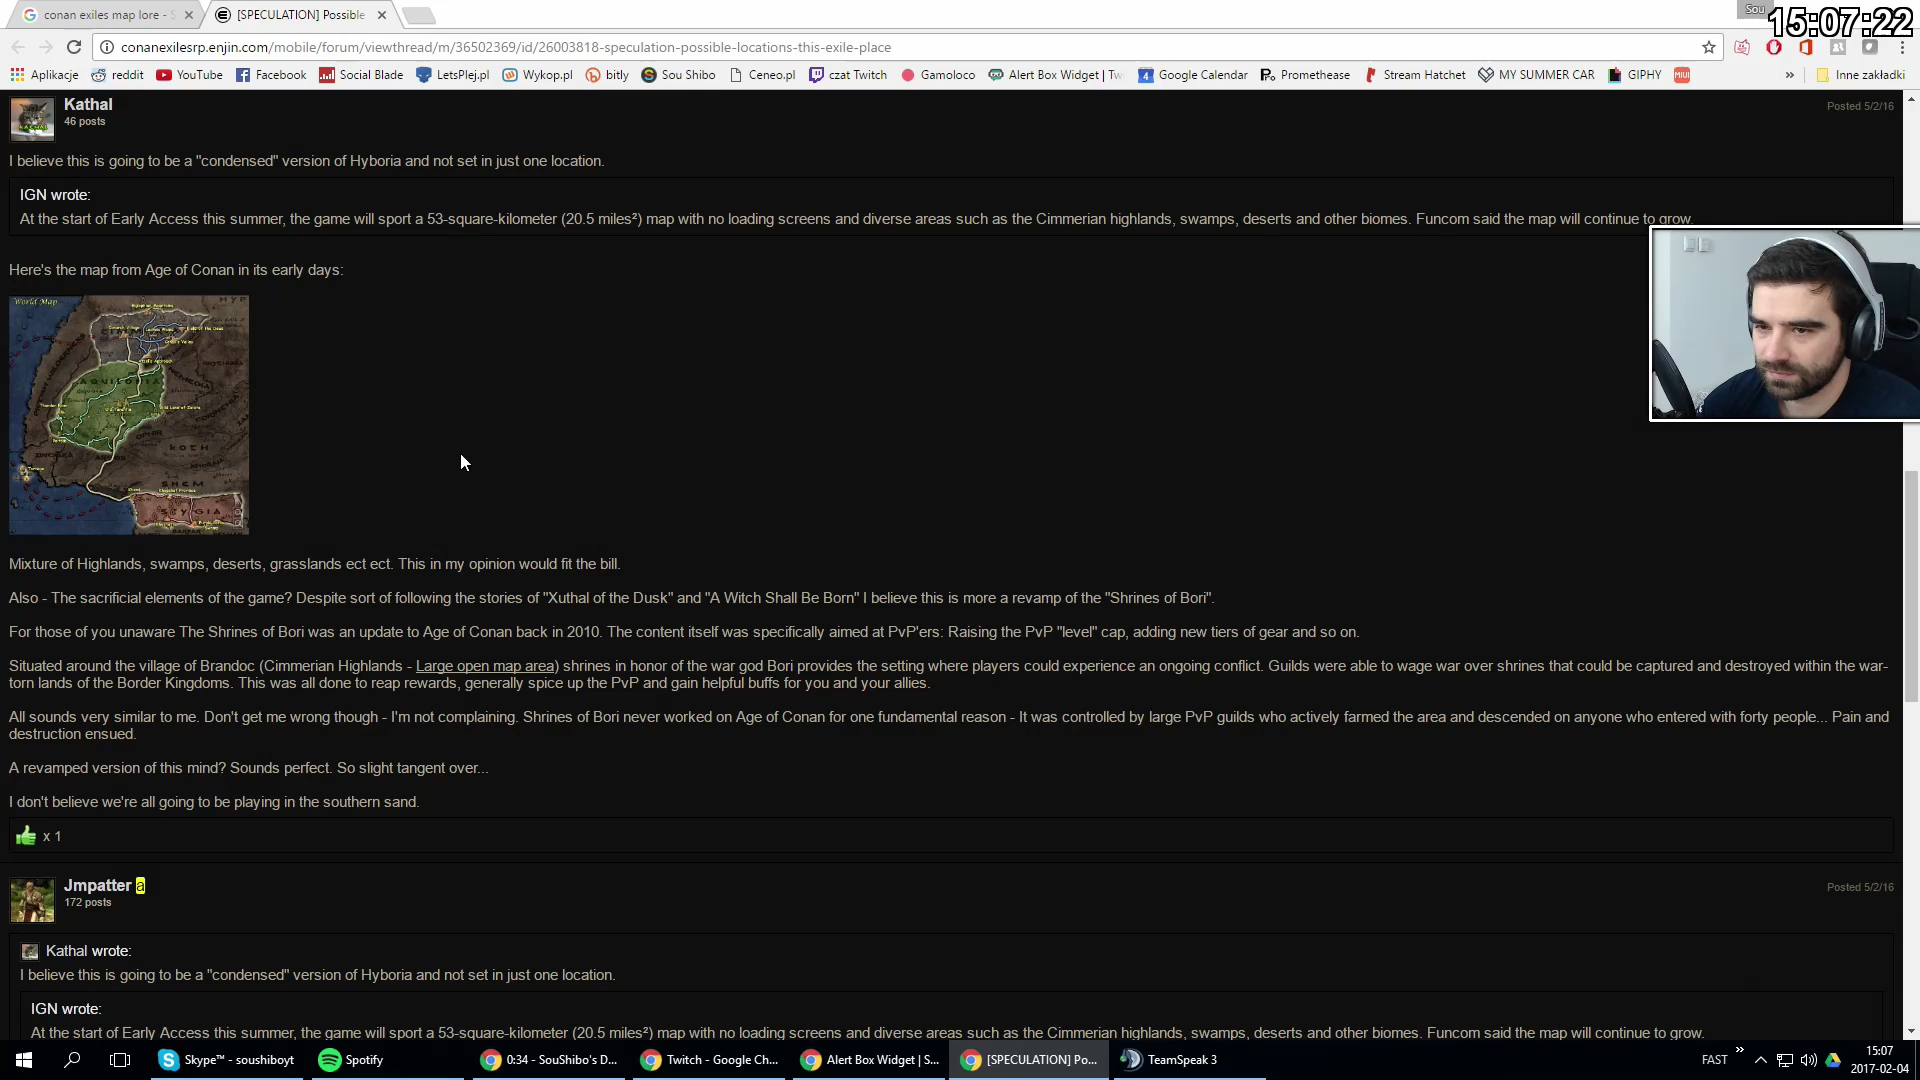 conan exiles map lore - S
[SPECULATION] Possible
Sou
15:07:22
conanexilesrp.enjin.com/mobile/forum/viewthread/m/36502369/id/26003818-speculation-possible-locations-this-exile-place
Aplikacje reddit YouTube Facebook Social Blade LetsPlej.pl Wykop.pl bitly Sou Shibo Ceneo.pl czat Twitch Gamoloco Alert Box Widget | Tw Google Calendar Promethease Stream Hatchet MY SUMMER CAR GIPHY MIUI » Inne zakładki
Kathal
46 posts
Posted 5/2/16
I believe this is going to be a "condensed" version of Hyboria and not set in just one location.
IGN wrote:
At the start of Early Access this summer, the game will sport a 53-square-kilometer (20.5 miles²) map with no loading screens and diverse areas such as the Cimmerian highlands, swamps, deserts and other biomes. Funcom said the map will continue to grow.
Here's the map from Age of Conan in its early days:
World Map
AQUILONIA
NEMEDIA
OPHIR
KOTH
SHEM
STYGIA
Mixture of Highlands, swamps, deserts, grasslands ect ect. This in my opinion would fit the bill.
Also - The sacrificial elements of the game? Despite sort of following the stories of "Xuthal of the Dusk" and "A Witch Shall Be Born" I believe this is more a revamp of the "Shrines of Bori".
For those of you unaware The Shrines of Bori was an update to Age of Conan back in 2010. The content itself was specifically aimed at PvP'ers: Raising the PvP "level" cap, adding new tiers of gear and so on.
Situated around the village of Brandoc (Cimmerian Highlands - Large open map area) shrines in honor of the war god Bori provides the setting where players could experience an ongoing conflict. Guilds were able to wage war over shrines that could be captured and destroyed within the war-
torn lands of the Border Kingdoms. This was all done to reap rewards, generally spice up the PvP and gain helpful buffs for you and your allies.
All sounds very similar to me. Don't get me wrong though - I'm not complaining. Shrines of Bori never worked on Age of Conan for one fundamental reason - It was controlled by large PvP guilds who actively farmed the area and descended on anyone who entered with forty people... Pain and
destruction ensued.
A revamped version of this mind? Sounds perfect. So slight tangent over...
I don't believe we're all going to be playing in the southern sand.
x 1
Jmpatter a
172 posts
Posted 5/2/16
Kathal wrote:
I believe this is going to be a "condensed" version of Hyboria and not set in just one location.
IGN wrote:
At the start of Early Access this summer, the game will sport a 53-square-kilometer (20.5 miles²) map with no loading screens and diverse areas such as the Cimmerian highlands, swamps, deserts and other biomes. Funcom said the map will continue to grow.
Skype™ - soushiboyt Spotify 0:34 - SouShibo's D... Twitch - Google Ch... Alert Box Widget | S... [SPECULATION] Po... TeamSpeak 3 FAST » 15:07
2017-02-04